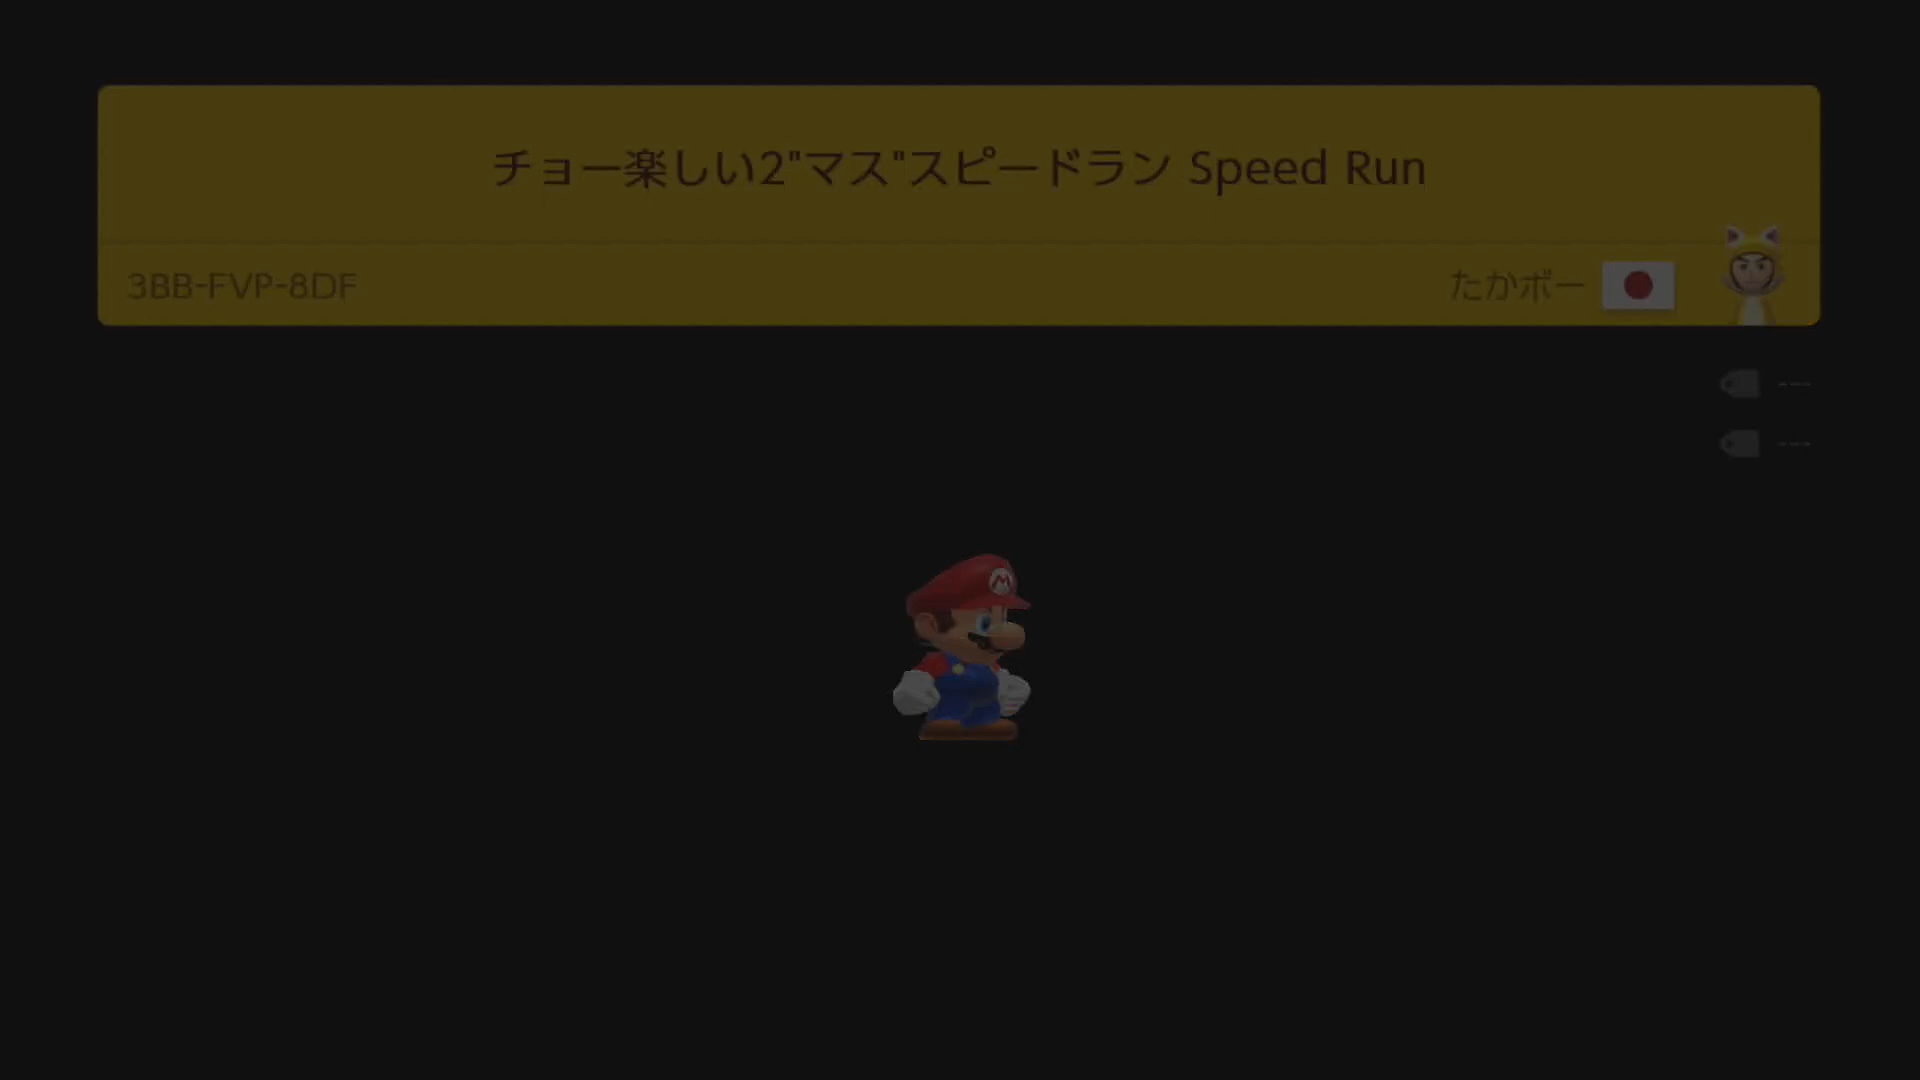 チョー楽しい2"マス"スピードラン Speed Run
3BB-FVP-8DF
たかボー
---
---